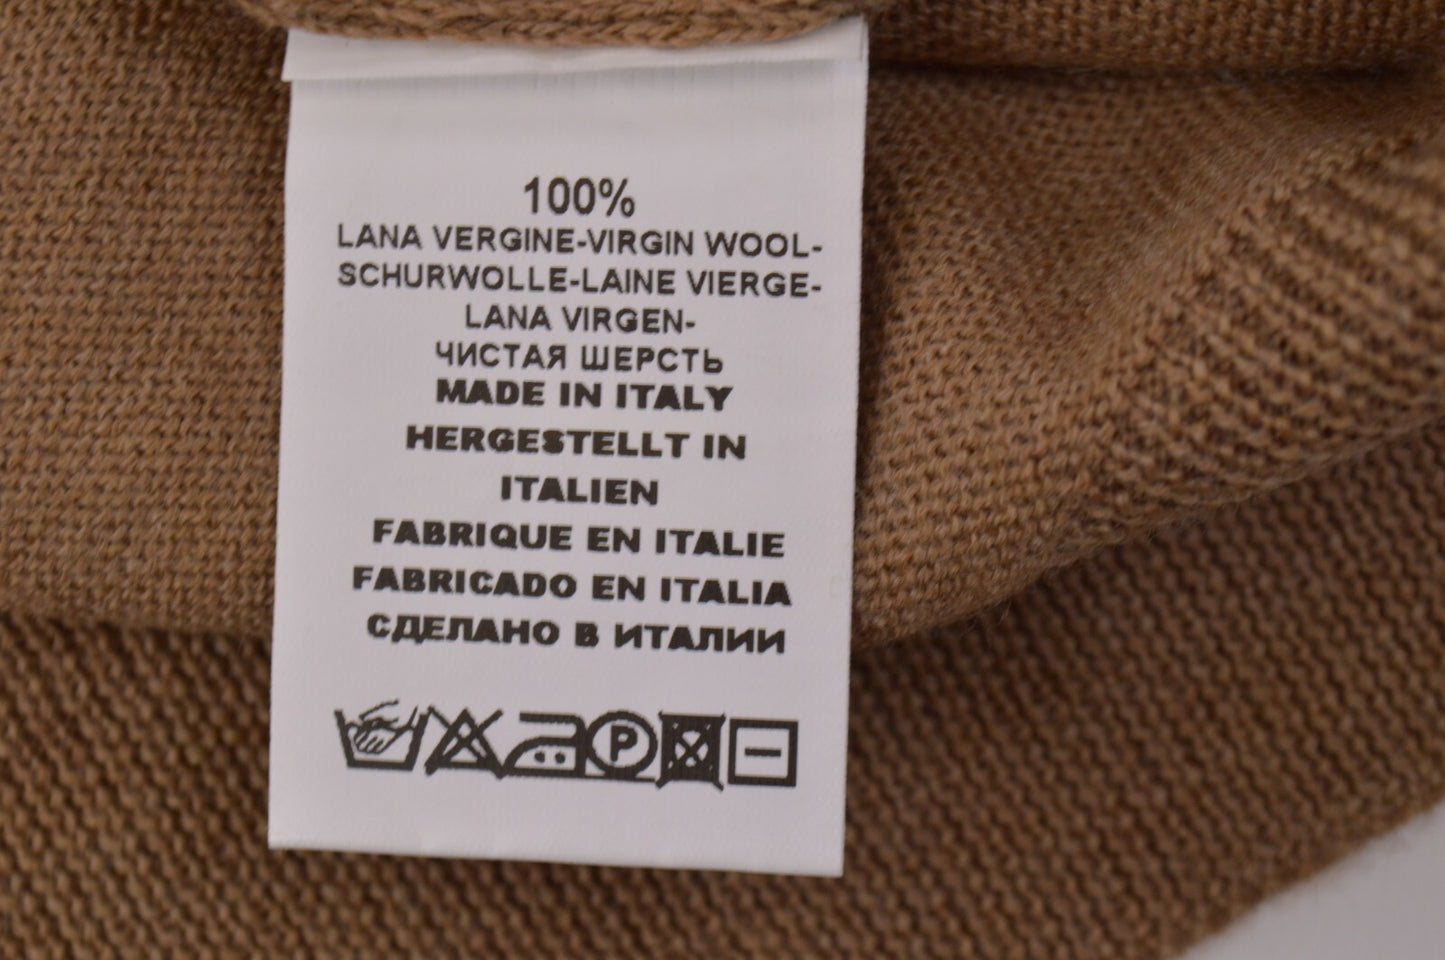 100%
LANA VERGINE-VIRGIN WOOL-
SCHURWOLLE-LAINE VIERGE-
LANA VIRGEN-
ЧИСТАЯ ШЕРСТЬ
MADE IN ITALY
HERGESTELLT IN
ITALIEN
FABRIQUE EN ITALIE
FABRICADO EN ITALIA
СДЕЛАНО В ИТАЛИИ
P